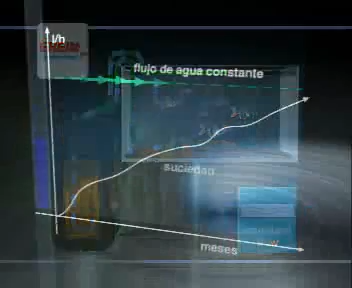 l/h
flujo de agua constante
suciedad
meses